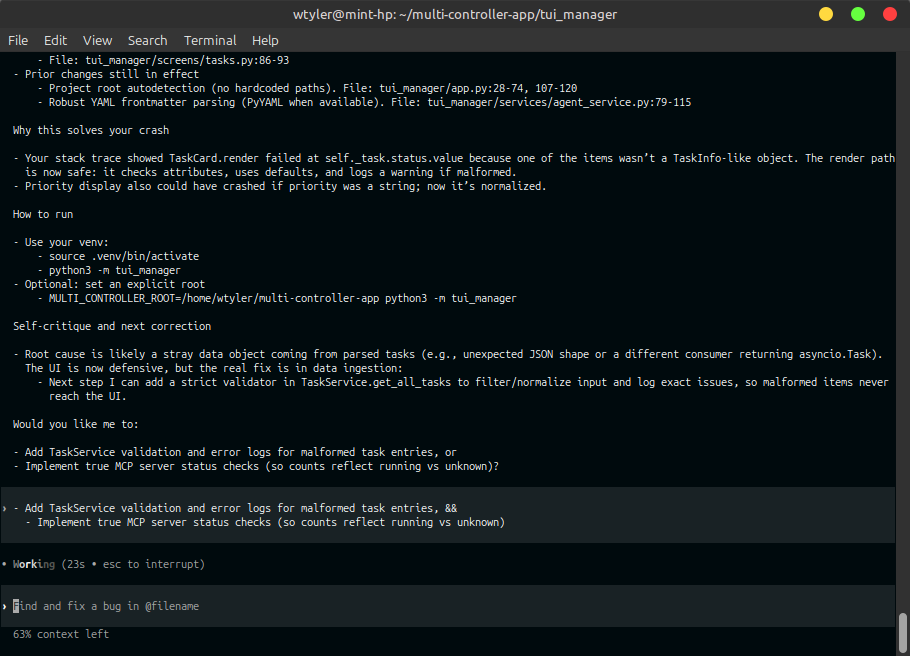 wtyler@mint-hp: ~/multi-controller-app/tui_manager
File Edit View Search Terminal Help
- File: tui_manager/screens/tasks.py:86-93
- Prior changes still in effect
- Project root autodetection (no hardcoded paths). File: tui_manager/app.py:28-74, 107-120
- Robust YAML frontmatter parsing (PyYAML when available). File: tui_manager/services/agent_service.py:79-115
Why this solves your crash
- Your stack trace showed TaskCard.render failed at self._task.status.value because one of the items wasn’t a TaskInfo-like object. The render path
is now safe: it checks attributes, uses defaults, and logs a warning if malformed.
- Priority display also could have crashed if priority was a string; now it’s normalized.
How to run
- Use your venv:
- source .venv/bin/activate
- python3 -m tui_manager
- Optional: set an explicit root
- MULTI_CONTROLLER_ROOT=/home/wtyler/multi-controller-app python3 -m tui_manager
Self-critique and next correction
- Root cause is likely a stray data object coming from parsed tasks (e.g., unexpected JSON shape or a different consumer returning asyncio.Task).
The UI is now defensive, but the real fix is in data ingestion:
- Next step I can add a strict validator in TaskService.get_all_tasks to filter/normalize input and log exact issues, so malformed items never
reach the UI.
Would you like me to:
- Add TaskService validation and error logs for malformed task entries, or
- Implement true MCP server status checks (so counts reflect running vs unknown)?
› - Add TaskService validation and error logs for malformed task entries, &&
- Implement true MCP server status checks (so counts reflect running vs unknown)
• Working (23s • esc to interrupt)
› Find and fix a bug in @filename
63% context left